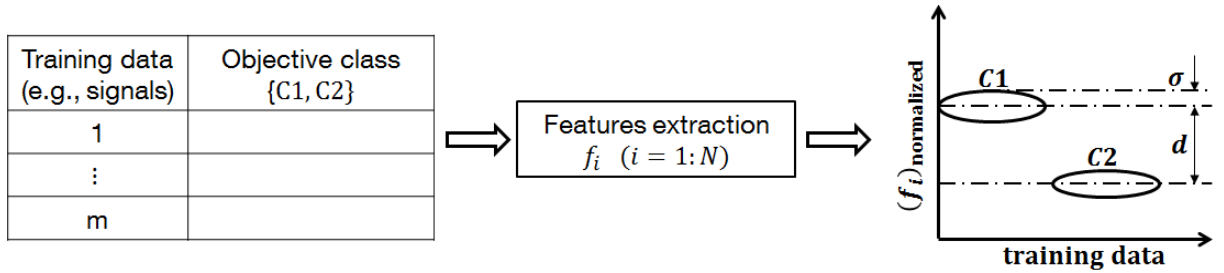 Training data
(e.g., signals)
Objective class
{C1, C2}
1
⋮
m
Features extraction
f_i (i = 1: N)
(f_i)normalized
C1
σ
d
C2
training data